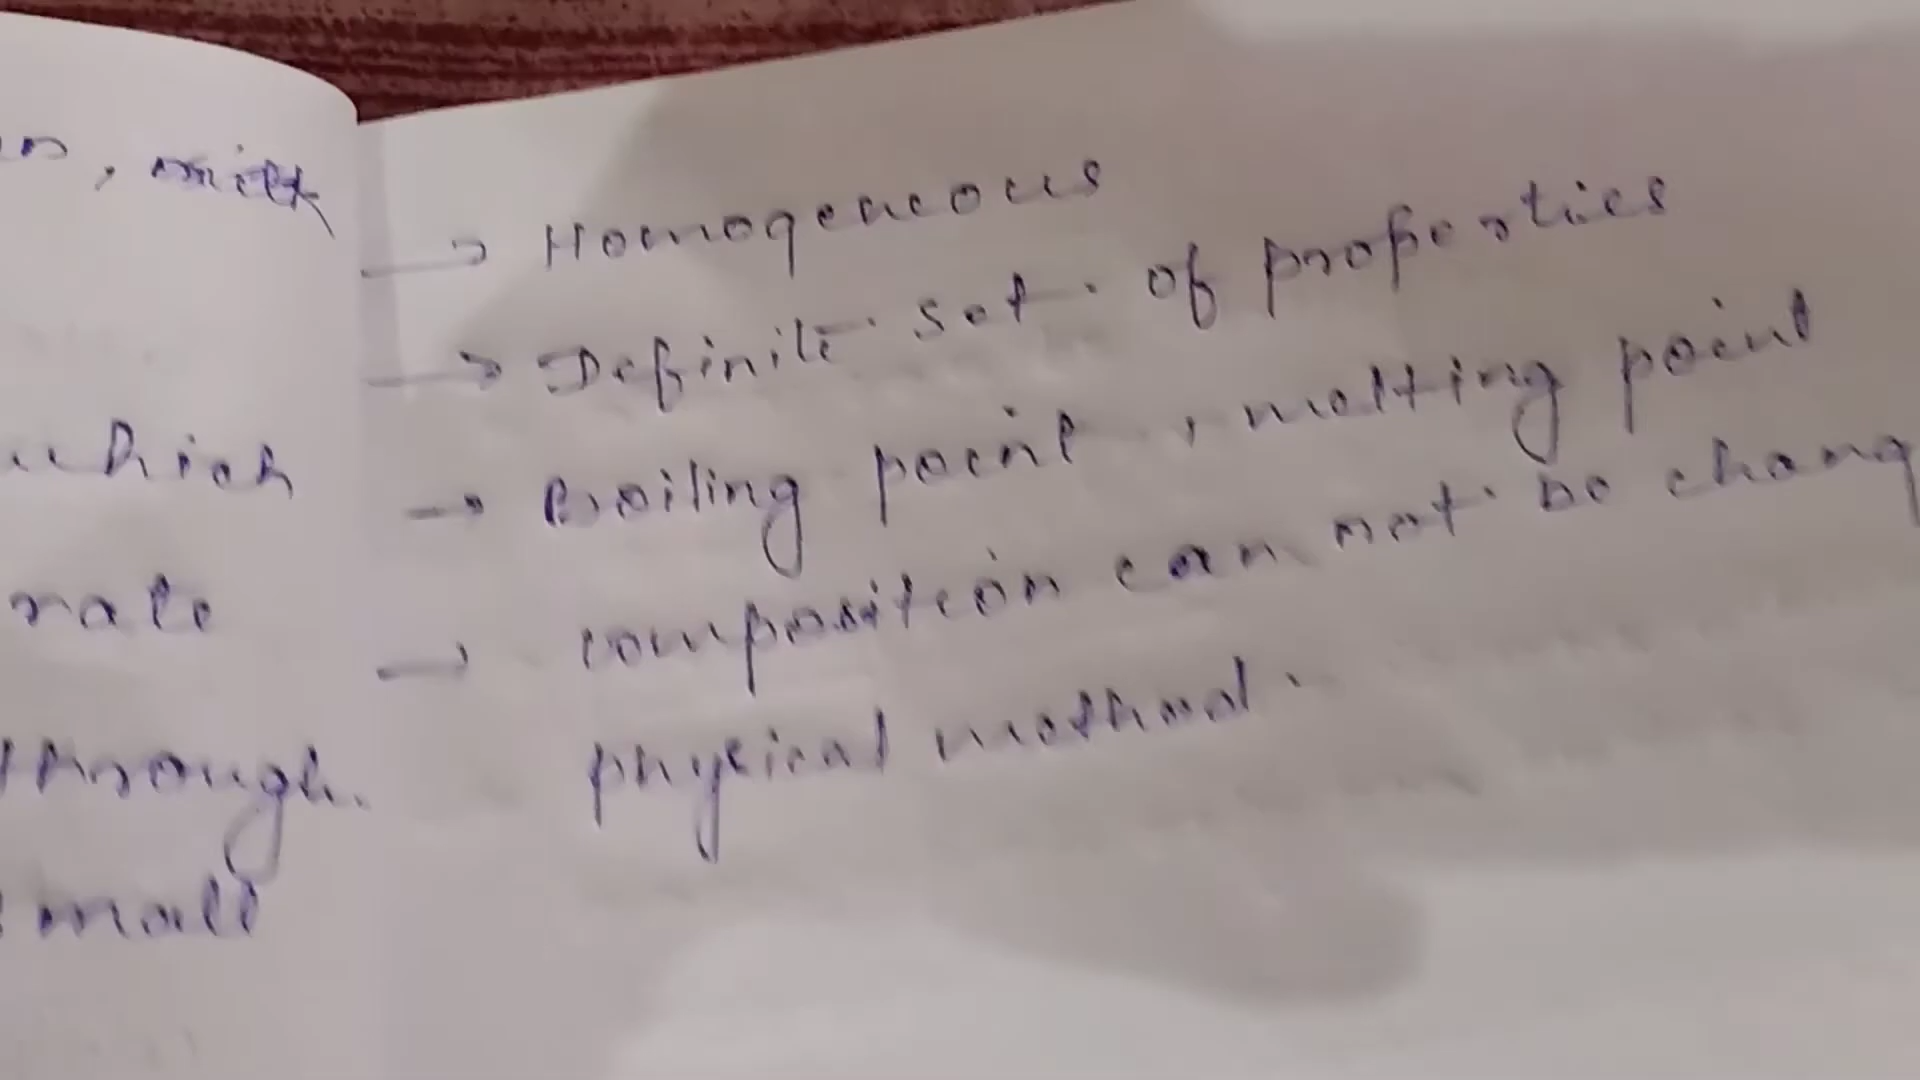 , milk
which
rate
through.
small
→ Homogeneous
→ Definite set of properties
→ Boiling point, melting point
→ composition can not be chang
physical method.